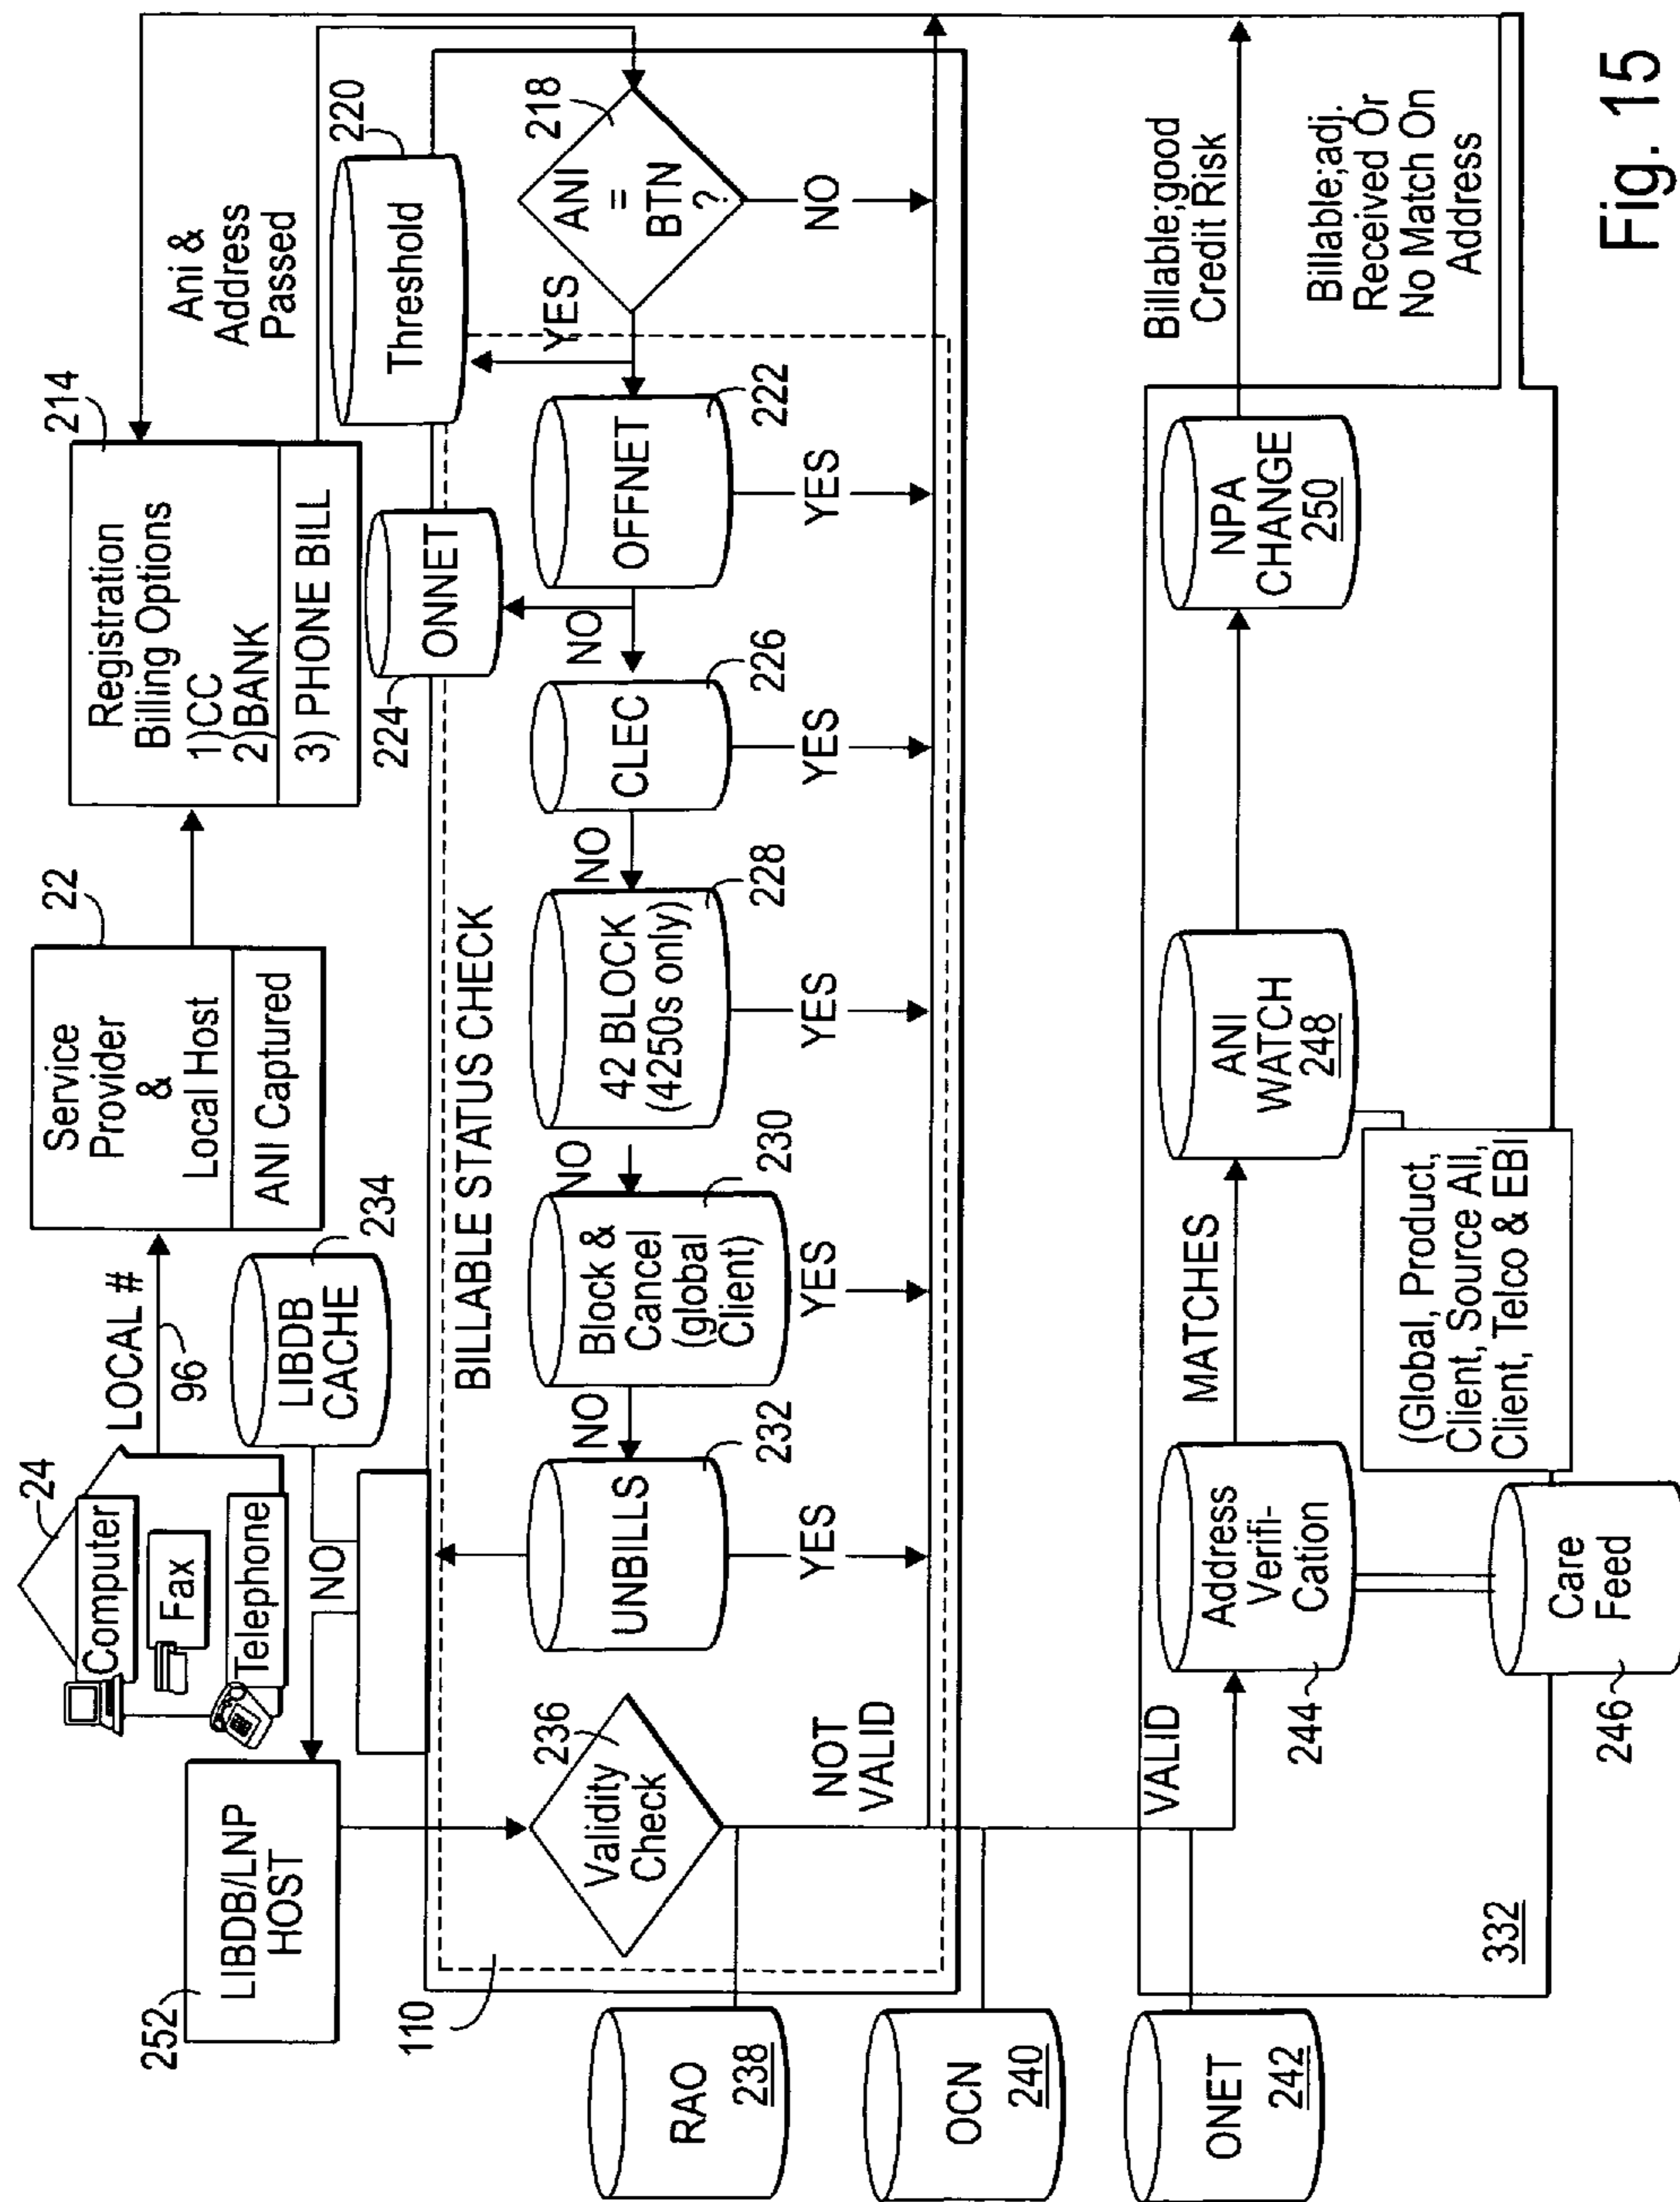 24
Computer
Fax
Telephone
LOCAL #
96
22
Service
Provider
&
Local Host
ANI Captured
214
Registration
Billing Options
1)CC
2)BANK
3) PHONE BILL
Ani &
Address
Passed
252
LIBDB/LNP
HOST
NO
LIBDB
CACHE
234
224
ONNET
Threshold
220
110
BILLABLE STATUS CHECK
236
Validity
Check
NOT
VALID
UNBILLS
232
YES
NO
Block &
Cancel
(global
Client)
230
YES
NO
42 BLOCK
(4250s only)
228
YES
NO
CLEC
226
YES
NO
OFFNET
222
YES
YES
ANI
=
BTN
?
218
NO
RAO
238
OCN
240
ONET
242
VALID
Address
Verifi-
Cation
244
Care
Feed
246
MATCHES
ANI
WATCH
248
(Global, Product,
Client, Source All,
Client, Telco & EBI
NPA
CHANGE
250
Billable;good
Credit Risk
Billable;adj.
Received Or
No Match On
Address
332
Fig. 15